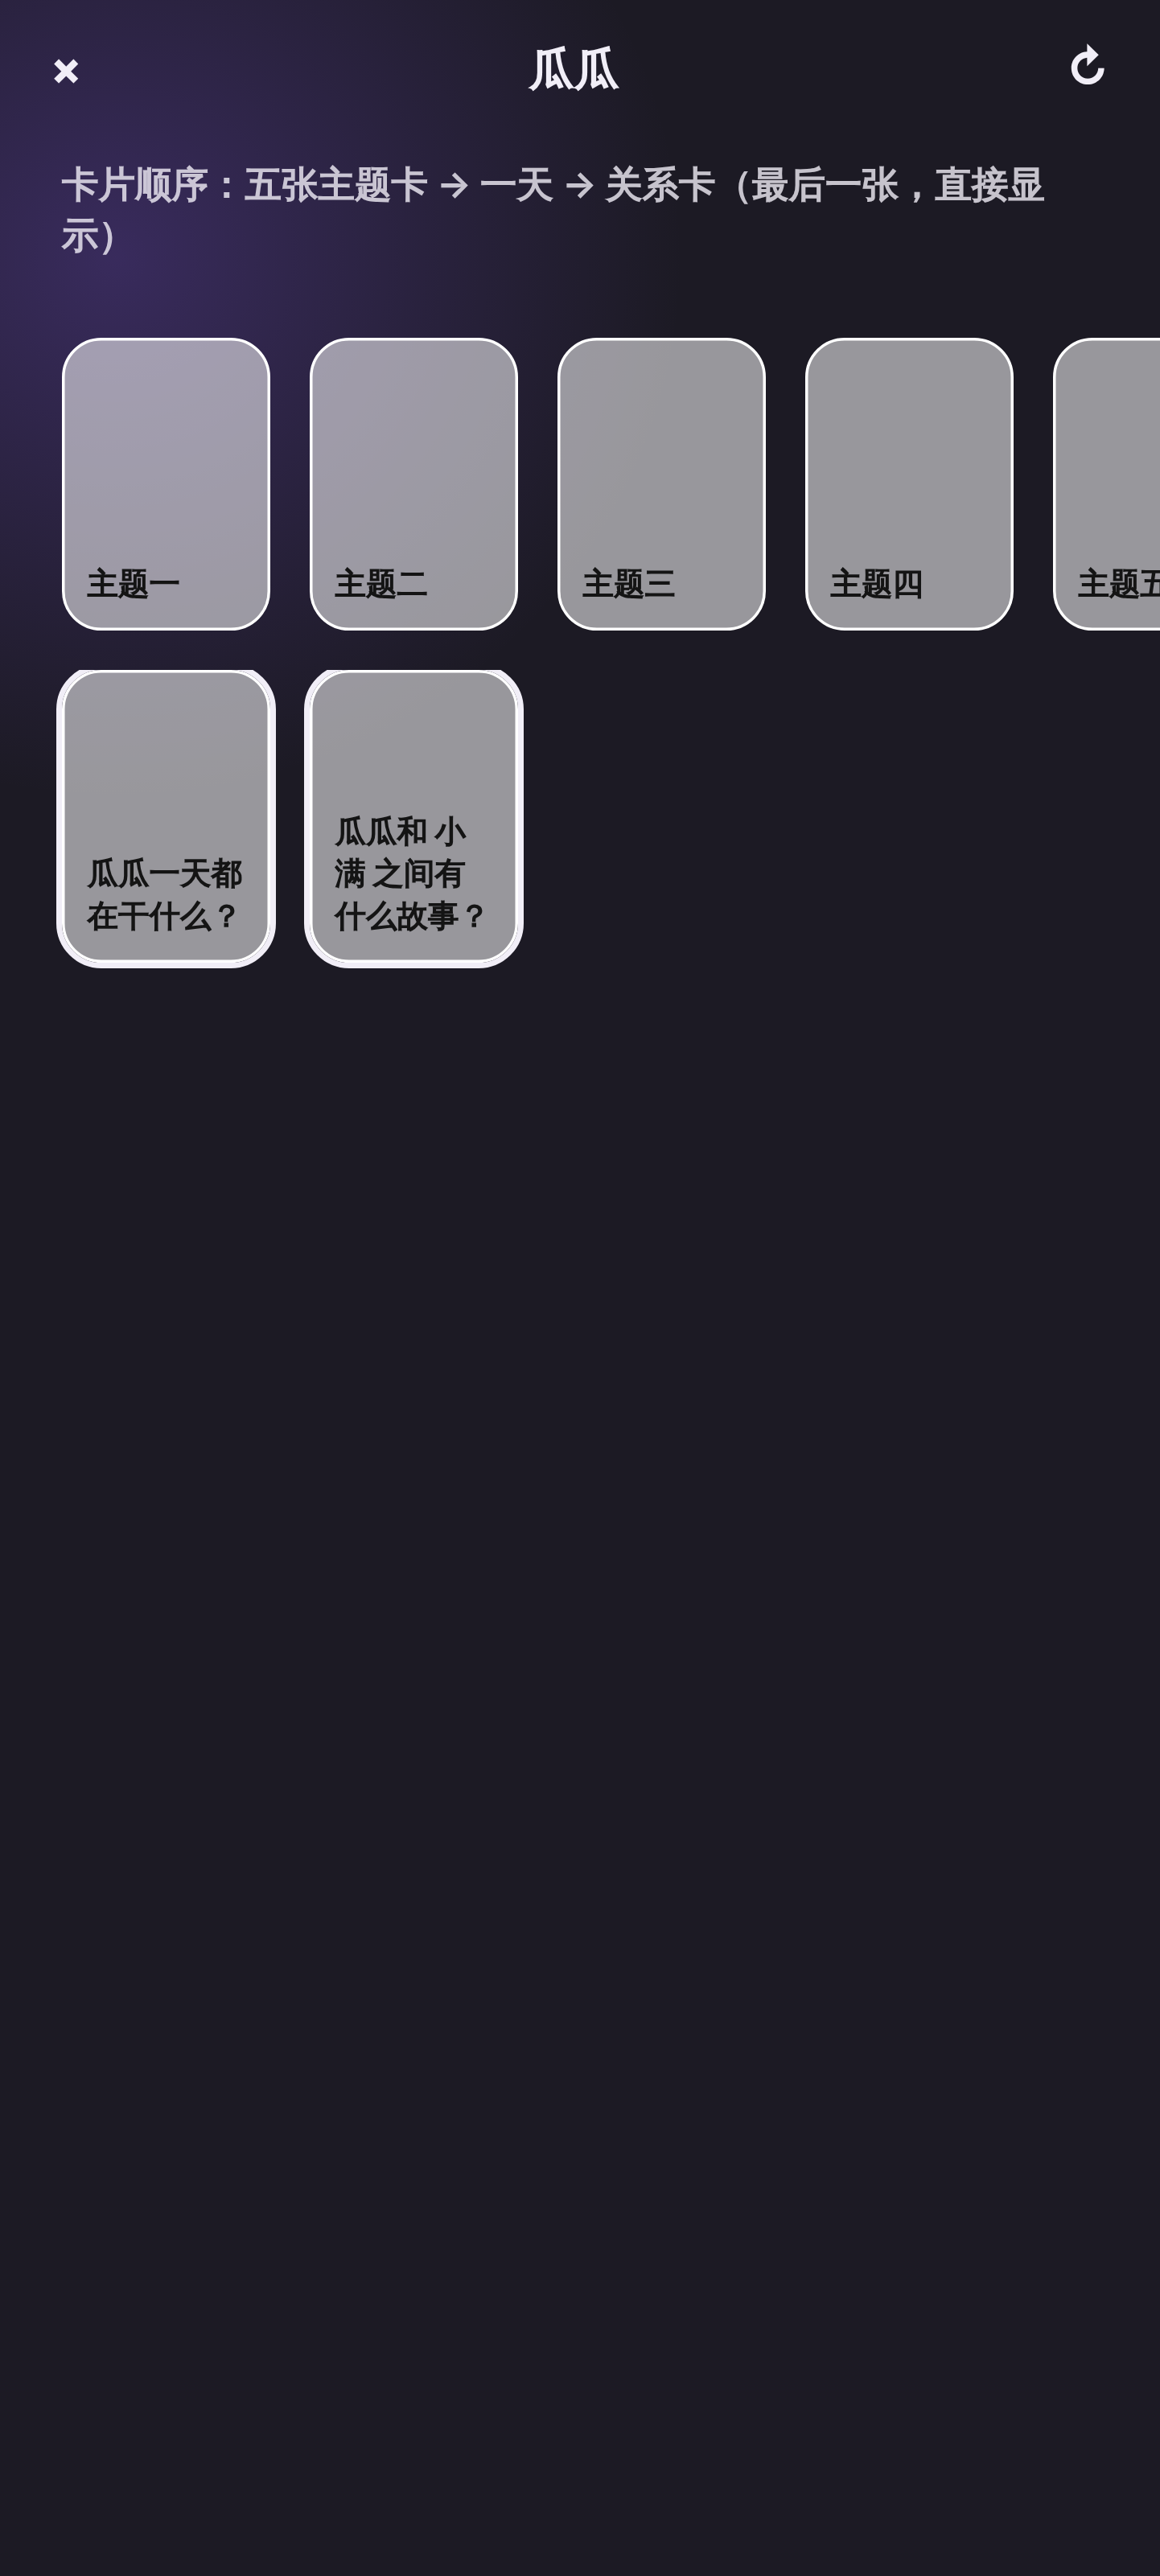 瓜瓜
卡片顺序：五张主题卡 → 一天 → 关系卡（最后一张，直接显
示）
主题一
主题二
主题三
主题四
主题五
瓜瓜一天都
在干什么？
瓜瓜和 小
满 之间有
什么故事？